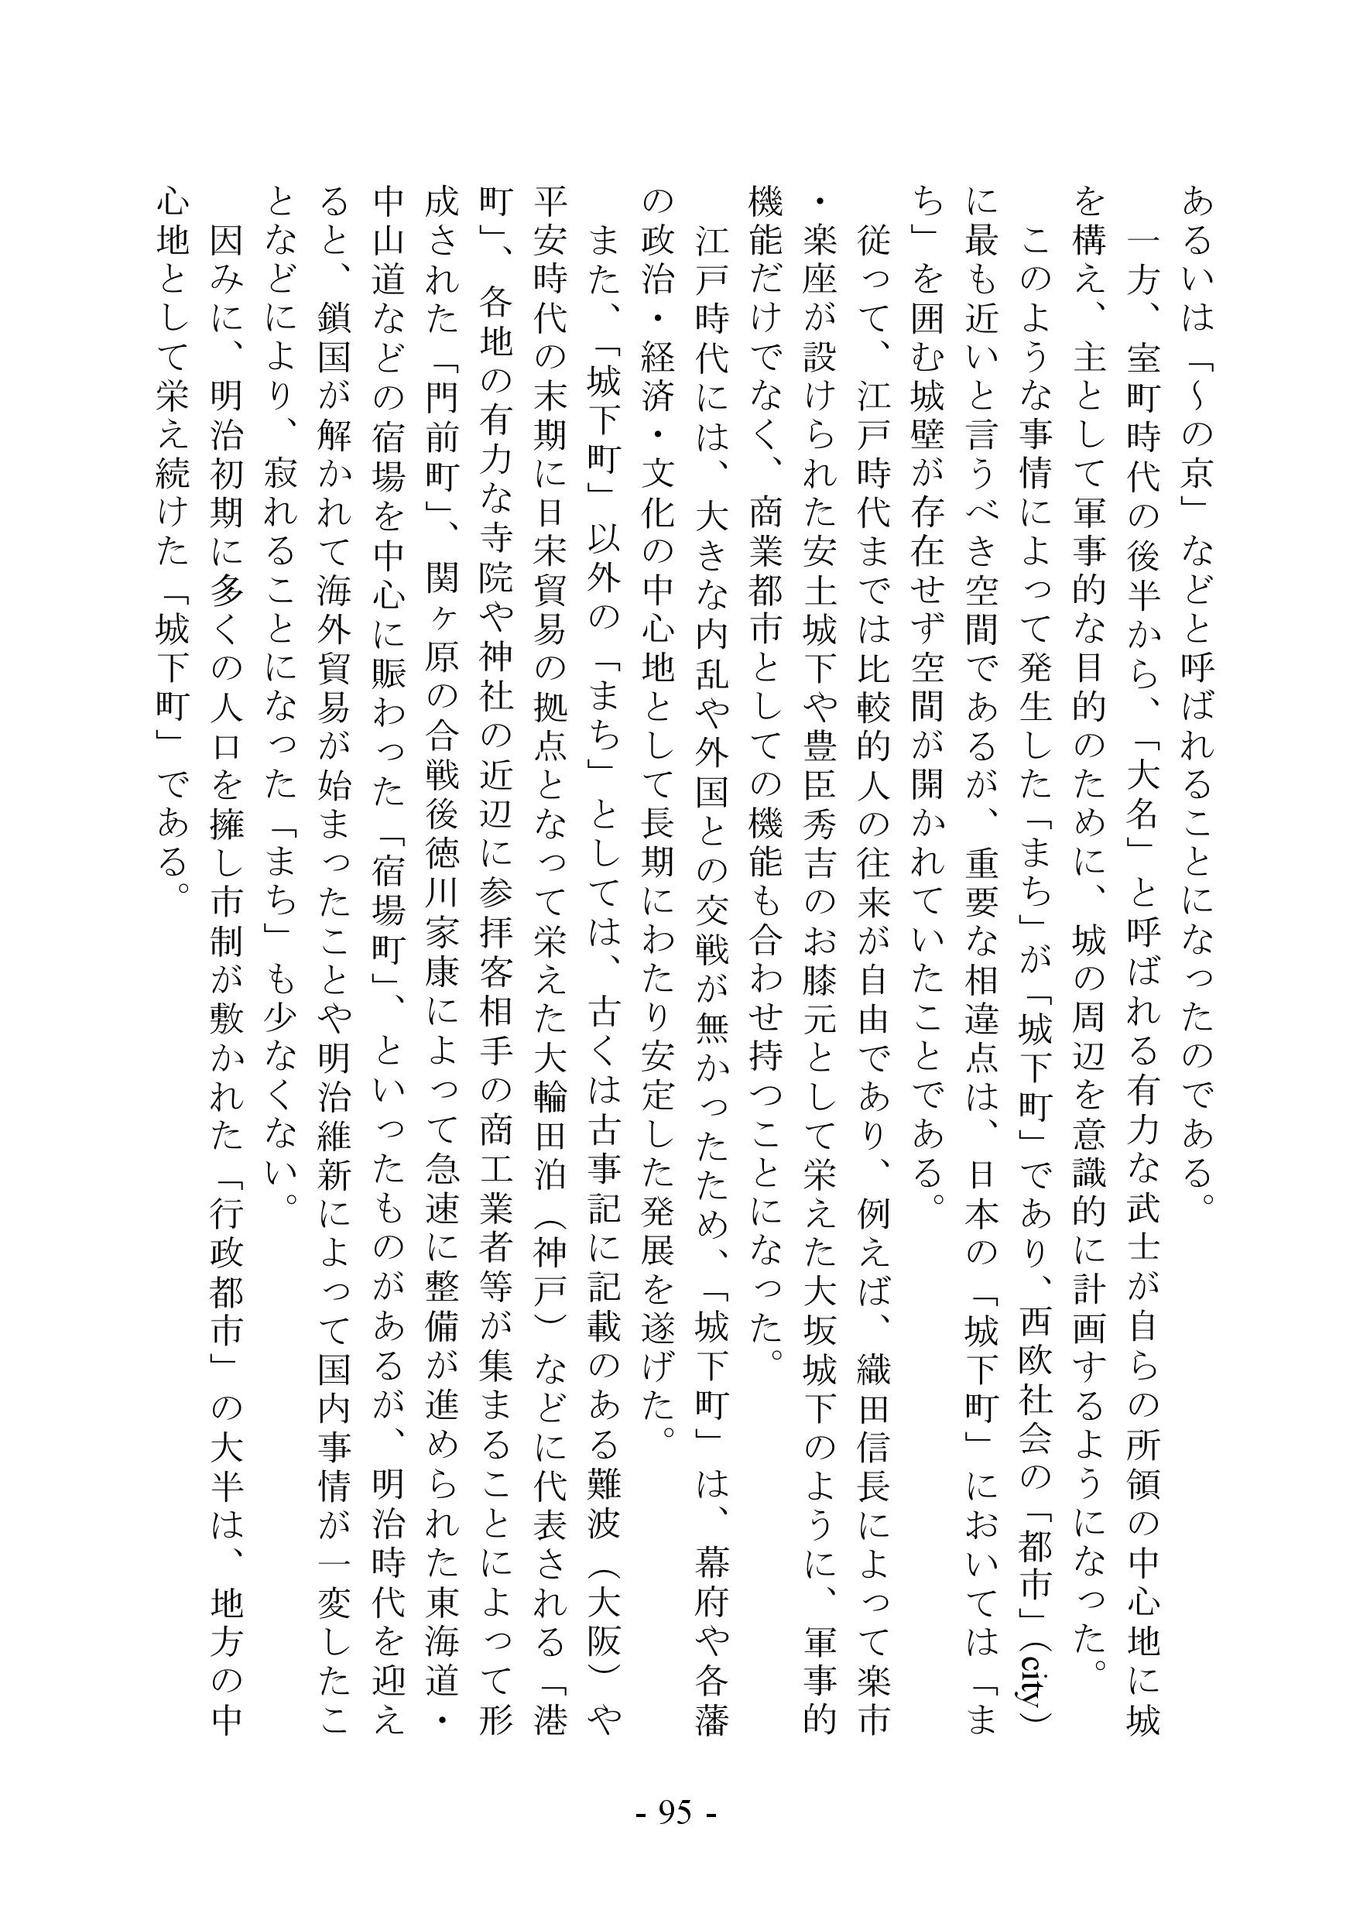 あるいは「～の京」などと呼ばれることになったのである。
一方、室町時代の後半から、「大名」と呼ばれる有力な武士が自らの所領の中心地に城
を構え、主として軍事的な目的のために、城の周辺を意識的に計画するようになった。
このような事情によって発生した「まち」が「城下町」であり、西欧社会の「都市」（city）
に最も近いと言うべき空間であるが、重要な相違点は、日本の「城下町」においては「ま
ち」を囲む城壁が存在せず空間が開かれていたことである。
従って、江戸時代までは比較的人の往来が自由であり、例えば、織田信長によって楽市
・楽座が設けられた安土城下や豊臣秀吉のお膝元として栄えた大坂城下のように、軍事的
機能だけでなく、商業都市としての機能も合わせ持つことになった。
江戸時代には、大きな内乱や外国との交戦が無かったため、「城下町」は、幕府や各藩
の政治・経済・文化の中心地として長期にわたり安定した発展を遂げた。
また、「城下町」以外の「まち」としては、古くは古事記に記載のある難波（大阪）や
平安時代の末期に日宋貿易の拠点となって栄えた大輪田泊（神戸）などに代表される「港
町」、各地の有力な寺院や神社の近辺に参拝客相手の商工業者等が集まることによって形
成された「門前町」、関ヶ原の合戦後徳川家康によって急速に整備が進められた東海道・
中山道などの宿場を中心に賑わった「宿場町」、といったものがあるが、明治時代を迎え
ると、鎖国が解かれて海外貿易が始まったことや明治維新によって国内事情が一変したこ
となどにより、寂れることになった「まち」も少なくない。
因みに、明治初期に多くの人口を擁し市制が敷かれた「行政都市」の大半は、地方の中
心地として栄え続けた「城下町」である。
- 95 -